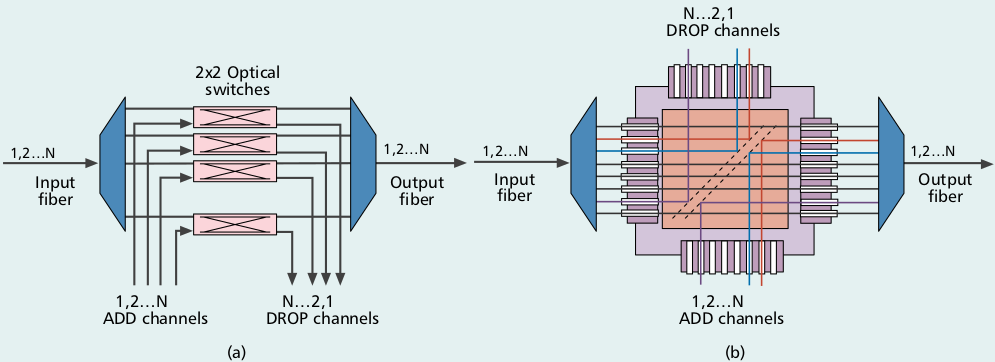 2x2 Optical
switches
1,2...N
Input
fiber
1,2...N
Output
fiber
1,2...N
ADD channels
N...2,1
DROP channels
(a)
N...2,1
DROP channels
1,2...N
Input
fiber
1,2...N
Output
fiber
1,2...N
ADD channels
(b)